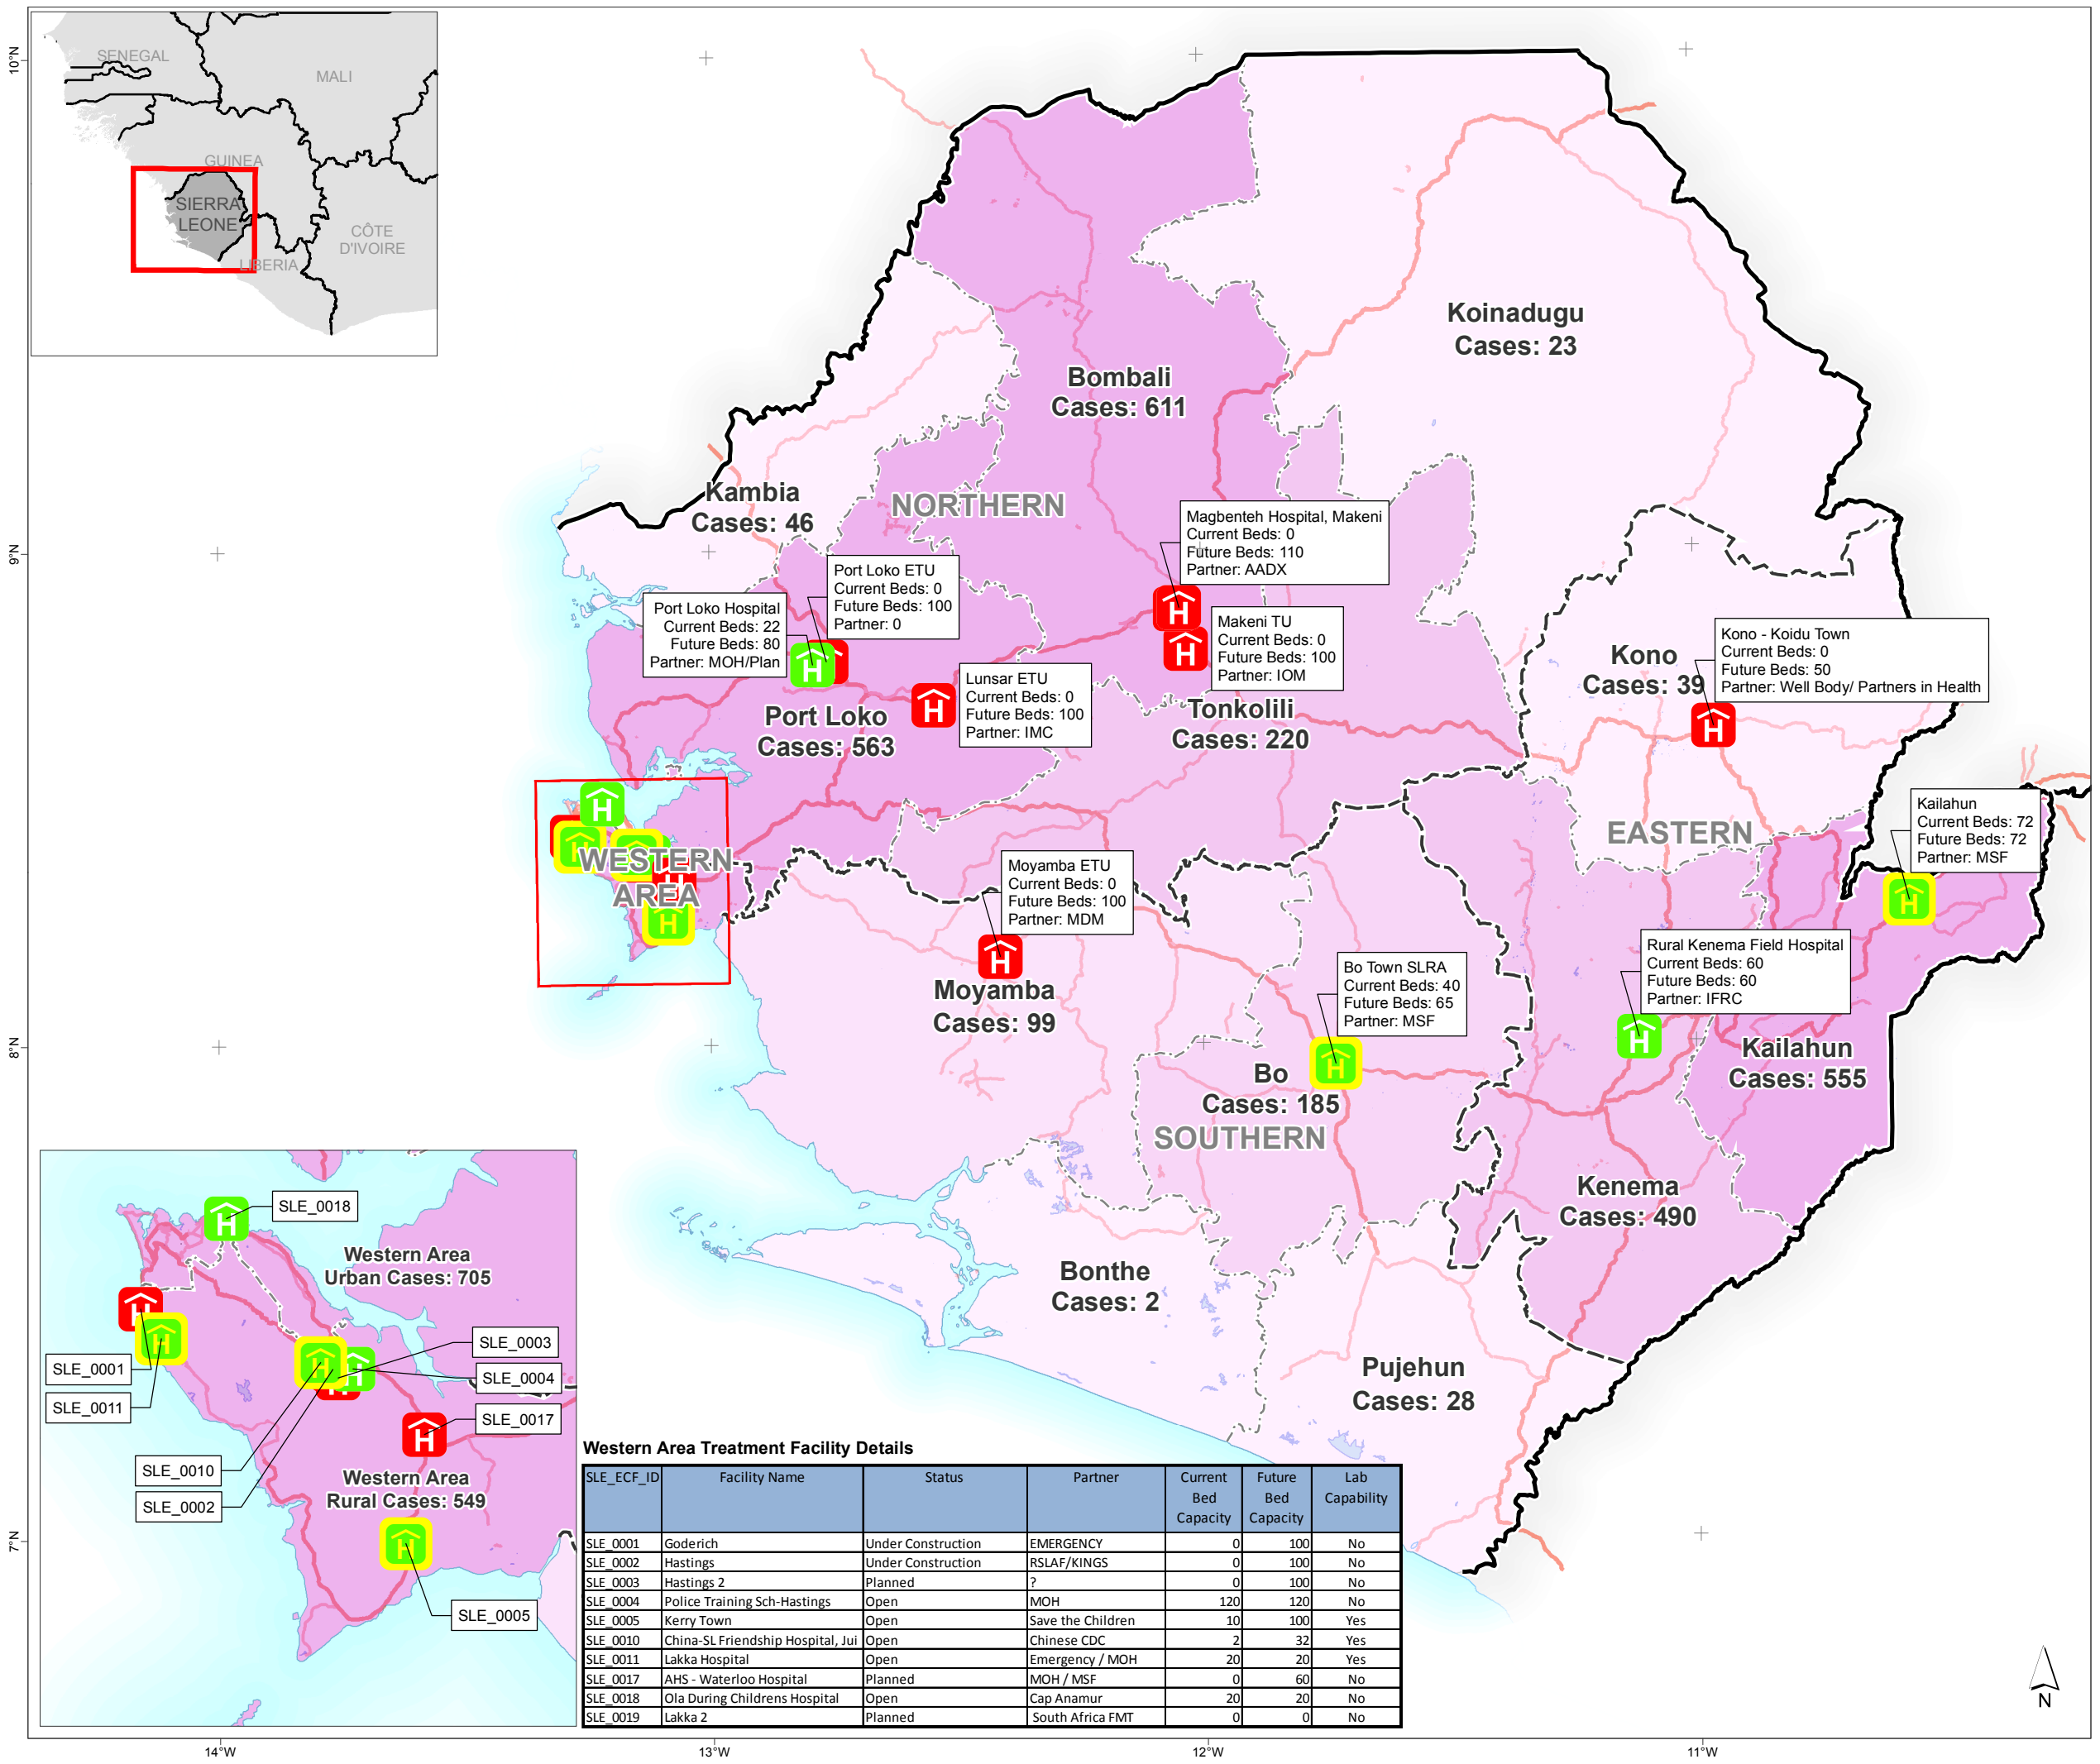 10°N
9°N
8°N
7°N
14°W
13°W
12°W
11°W
SENEGAL
MALI
GUINEA
SIERRA
LEONE
CÔTE
D'IVOIRE
LIBERIA
Koinadugu
Cases: 23
Bombali
Cases: 611
Kambia
Cases: 46
NORTHERN
Magbenteh Hospital, Makeni
Current Beds: 0
Future Beds: 110
Partner: AADX
Port Loko ETU
Current Beds: 0
Future Beds: 100
Partner: 0
Port Loko Hospital
Current Beds: 22
Future Beds: 80
Partner: MOH/Plan
Makeni TU
Current Beds: 0
Future Beds: 100
Partner: IOM
Kono - Koidu Town
Current Beds: 0
Future Beds: 50
Partner: Well Body/ Partners in Health
Kono
Cases: 39
Lunsar ETU
Current Beds: 0
Future Beds: 100
Partner: IMC
Port Loko
Cases: 563
Tonkolili
Cases: 220
H
H
H
H
H
H
H
H
H
H
H
H
H
EASTERN
Kailahun
Current Beds: 72
Future Beds: 72
Partner: MSF
WESTERN
AREA
Moyamba ETU
Current Beds: 0
Future Beds: 100
Partner: MDM
Rural Kenema Field Hospital
Current Beds: 60
Future Beds: 60
Partner: IFRC
Bo Town SLRA
Current Beds: 40
Future Beds: 65
Partner: MSF
Moyamba
Cases: 99
Kailahun
Cases: 555
Bo
Cases: 185
SOUTHERN
Kenema
Cases: 490
Bonthe
Cases: 2
Pujehun
Cases: 28
SLE_0018
Western Area
Urban Cases: 705
SLE_0003
SLE_0004
SLE_0001
SLE_0011
SLE_0017
SLE_0010
SLE_0002
Western Area
Rural Cases: 549
SLE_0005
H
H
H
H
H
H
H
Western Area Treatment Facility Details
SLE_ECF_ID Facility Name Status Partner Current Bed Capacity Future Bed Capacity Lab Capability
SLE_0001 Goderich Under Construction EMERGENCY 0 100 No
SLE_0002 Hastings Under Construction RSLAF/KINGS 0 100 No
SLE_0003 Hastings 2 Planned ? 0 100 No
SLE_0004 Police Training Sch-Hastings Open MOH 120 120 No
SLE_0005 Kerry Town Open Save the Children 10 100 Yes
SLE_0010 China-SL Friendship Hospital, Jui Open Chinese CDC 2 32 Yes
SLE_0011 Lakka Hospital Open Emergency / MOH 20 20 Yes
SLE_0017 AHS - Waterloo Hospital Planned MOH / MSF 0 60 No
SLE_0018 Ola During Childrens Hospital Open Cap Anamur 20 20 No
SLE_0019 Lakka 2 Planned South Africa FMT 0 0 No
N